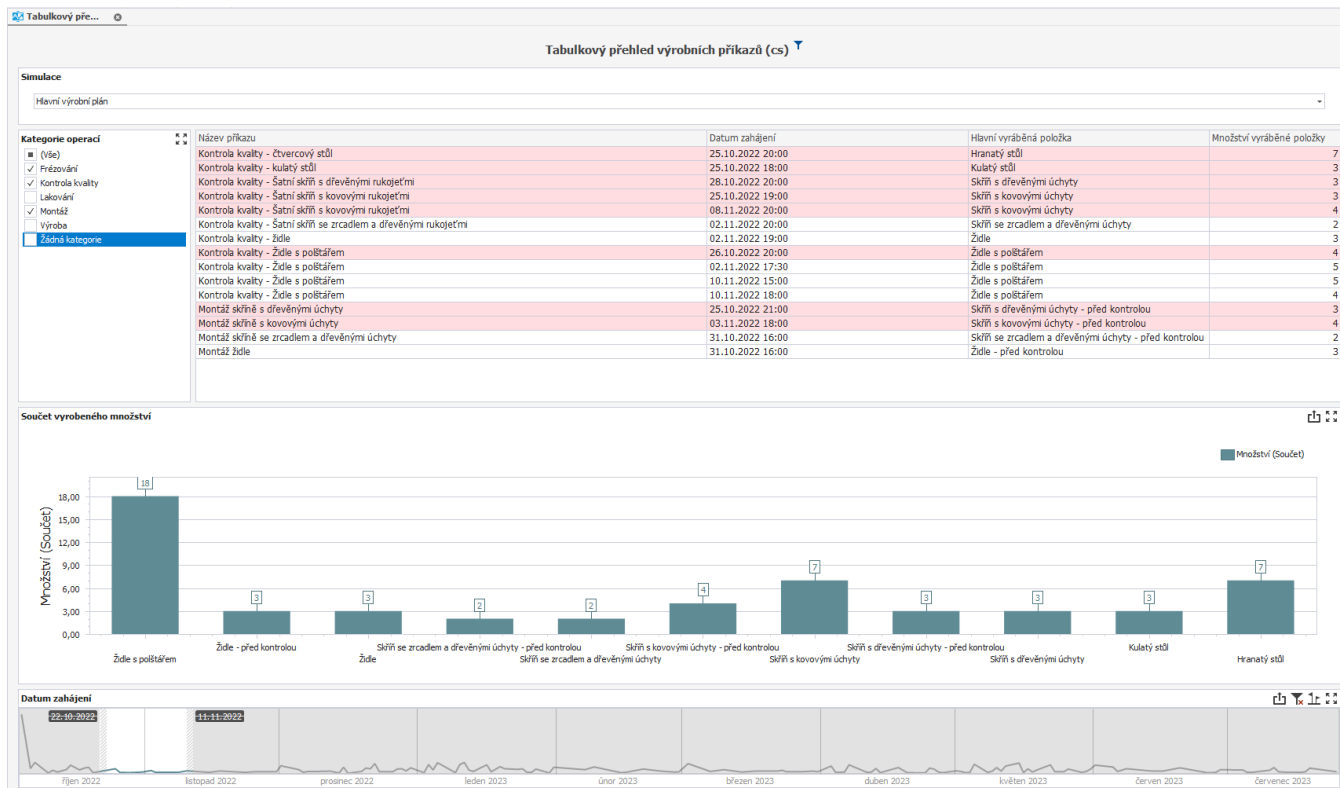 Tabulkový pře...
Tabulkový přehled výrobních příkazů (cs)
Simulace
Hlavní výrobní plán
Kategorie operací
(Vše)
Frézování
Kontrola kvality
Lakování
Montáž
Výroba
Žádná kategorie
Název příkazu Datum zahájení Hlavní vyráběná položka Množství vyráběné položky
Kontrola kvality - čtvercový stůl 25.10.2022 20:00 Hranatý stůl 7
Kontrola kvality - kulatý stůl 25.10.2022 18:00 Kulatý stůl 3
Kontrola kvality - Šatní skříň s dřevěnými rukojeťmi 28.10.2022 20:00 Skříň s dřevěnými úchyty 3
Kontrola kvality - Šatní skříň s kovovými rukojeťmi 25.10.2022 19:00 Skříň s kovovými úchyty 3
Kontrola kvality - Šatní skříň s kovovými rukojeťmi 08.11.2022 20:00 Skříň s kovovými úchyty 4
Kontrola kvality - Šatní skříň se zrcadlem a dřevěnými rukojeťmi 02.11.2022 20:00 Skříň se zrcadlem a dřevěnými úchyty 2
Kontrola kvality - židle 02.11.2022 19:00 Židle 3
Kontrola kvality - Židle s polštářem 26.10.2022 20:00 Židle s polštářem 4
Kontrola kvality - Židle s polštářem 02.11.2022 17:30 Židle s polštářem 5
Kontrola kvality - Židle s polštářem 10.11.2022 15:00 Židle s polštářem 5
Kontrola kvality - Židle s polštářem 10.11.2022 18:00 Židle s polštářem 4
Montáž skříně s dřevěnými úchyty 25.10.2022 21:00 Skříň s dřevěnými úchyty - před kontrolou 3
Montáž skříně s kovovými úchyty 03.11.2022 18:00 Skříň s kovovými úchyty - před kontrolou 4
Montáž skříně se zrcadlem a dřevěnými úchyty 31.10.2022 16:00 Skříň se zrcadlem a dřevěnými úchyty - před kontrolou 2
Montáž židle 31.10.2022 16:00 Židle - před kontrolou 3
Součet vyrobeného množství
Množství (Součet)
Množství (Součet)
18,00
15,00
12,00
9,00
6,00
3,00
0,00
18 3 3 2 2 4 7 3 3 3 7
Židle - před kontrolou Skříň se zrcadlem a dřevěnými úchyty - před kontrolou Skříň s kovovými úchyty - před kontrolou Skříň s dřevěnými úchyty - před kontrolou Kulatý stůl
Židle s polštářem Židle Skříň se zrcadlem a dřevěnými úchyty Skříň s kovovými úchyty Skříň s dřevěnými úchyty Hranatý stůl
Datum zahájení
22.10.2022 11.11.2022
říjen 2022 listopad 2022 prosinec 2022 leden 2023 únor 2023 březen 2023 duben 2023 květen 2023 červen 2023 červenec 2023